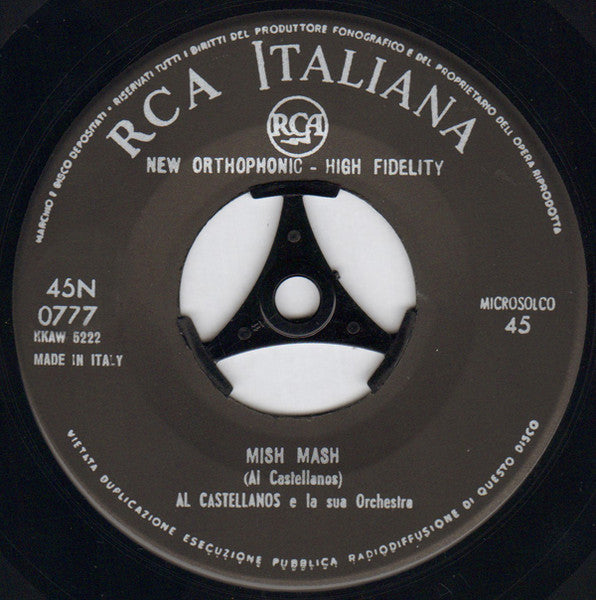 MARCHIO E DISCO DEPOSITATI • RISERVATI TUTTI I DIRITTI DEL PRODUTTORE FONOGRAFICO E DEL PROPRIETARIO DELL'OPERA RIPRODOTTA
RCA ITALIANA
RCA
NEW ORTHOPHONIC - HIGH FIDELITY
45N
0777
KKAW 5222
MADE IN ITALY
MICROSOLCO
45
MISH MASH
(Al Castellanos)
AL CASTELLANOS e la sua Orchestra
VIETATA DUPLICAZIONE ESECUZIONE PUBBLICA RADIODIFFUSIONE DI QUESTO DISCO